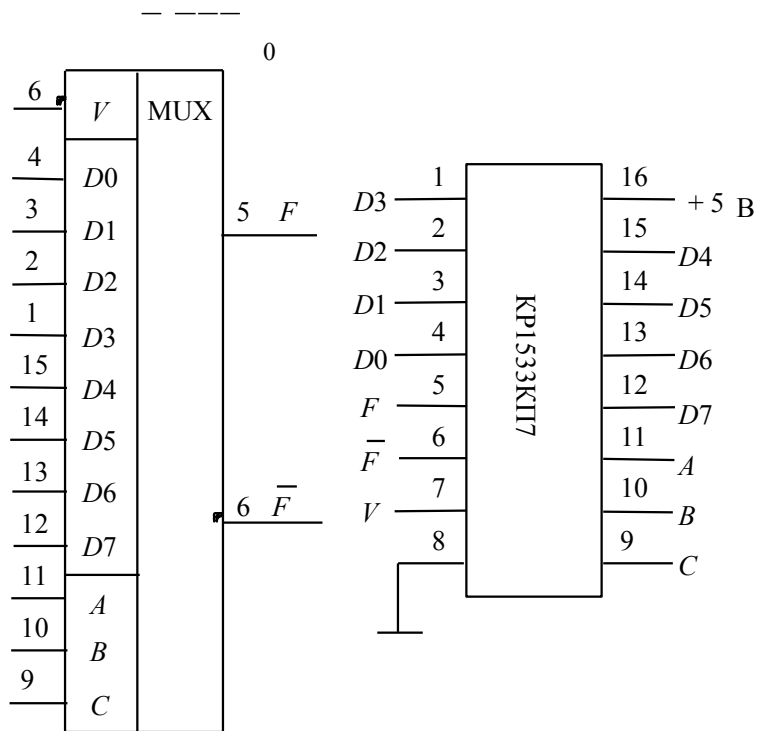 0
6 V MUX
4 D0
3 D1
5 F
2 D2
1 D3
15 D4
14 D5
13 D6
6 F̅
12 D7
11 A
10 B
9 C
1 16
D3 + 5 В
2 15
D2 D4
3 14
D1 D5
4 13
D0 D6
5 12
F D7
6 11
F̅ A
7 10
V B
8 9
C
КР1533КП7